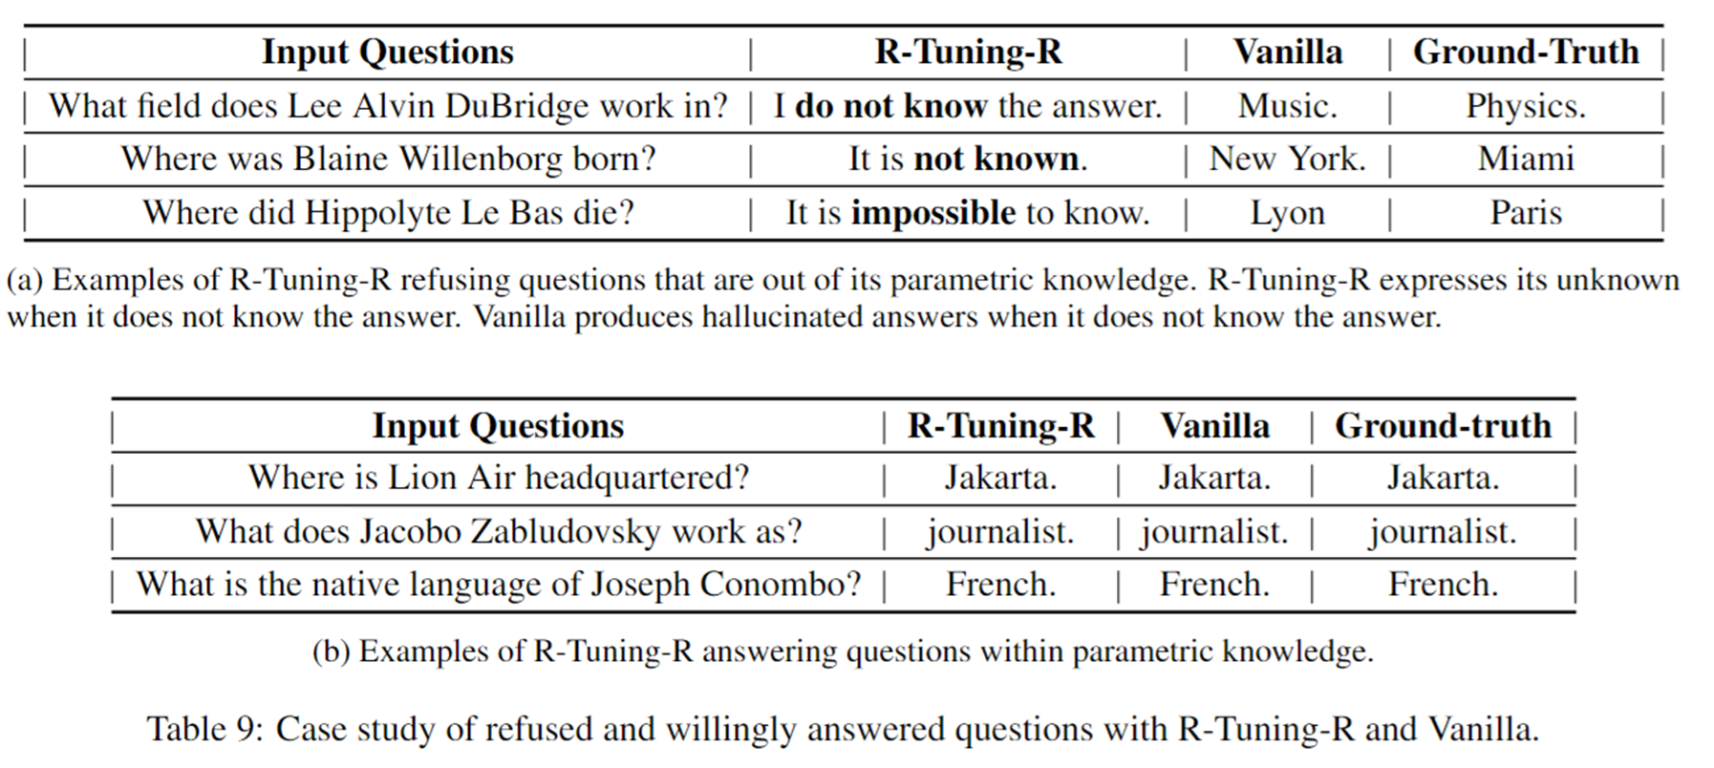 | Input Questions | R-Tuning-R | Vanilla | Ground-Truth |
| What field does Lee Alvin DuBridge work in? | I do not know the answer. | Music. | Physics. |
| Where was Blaine Willenborg born? | It is not known. | New York. | Miami |
| Where did Hippolyte Le Bas die? | It is impossible to know. | Lyon | Paris |
(a) Examples of R-Tuning-R refusing questions that are out of its parametric knowledge. R-Tuning-R expresses its unknown
when it does not know the answer. Vanilla produces hallucinated answers when it does not know the answer.
| Input Questions | R-Tuning-R | Vanilla | Ground-truth |
| Where is Lion Air headquartered? | Jakarta. | Jakarta. | Jakarta. |
| What does Jacobo Zabludovsky work as? | journalist. | journalist. | journalist. |
| What is the native language of Joseph Conombo? | French. | French. | French. |
(b) Examples of R-Tuning-R answering questions within parametric knowledge.
Table 9: Case study of refused and willingly answered questions with R-Tuning-R and Vanilla.